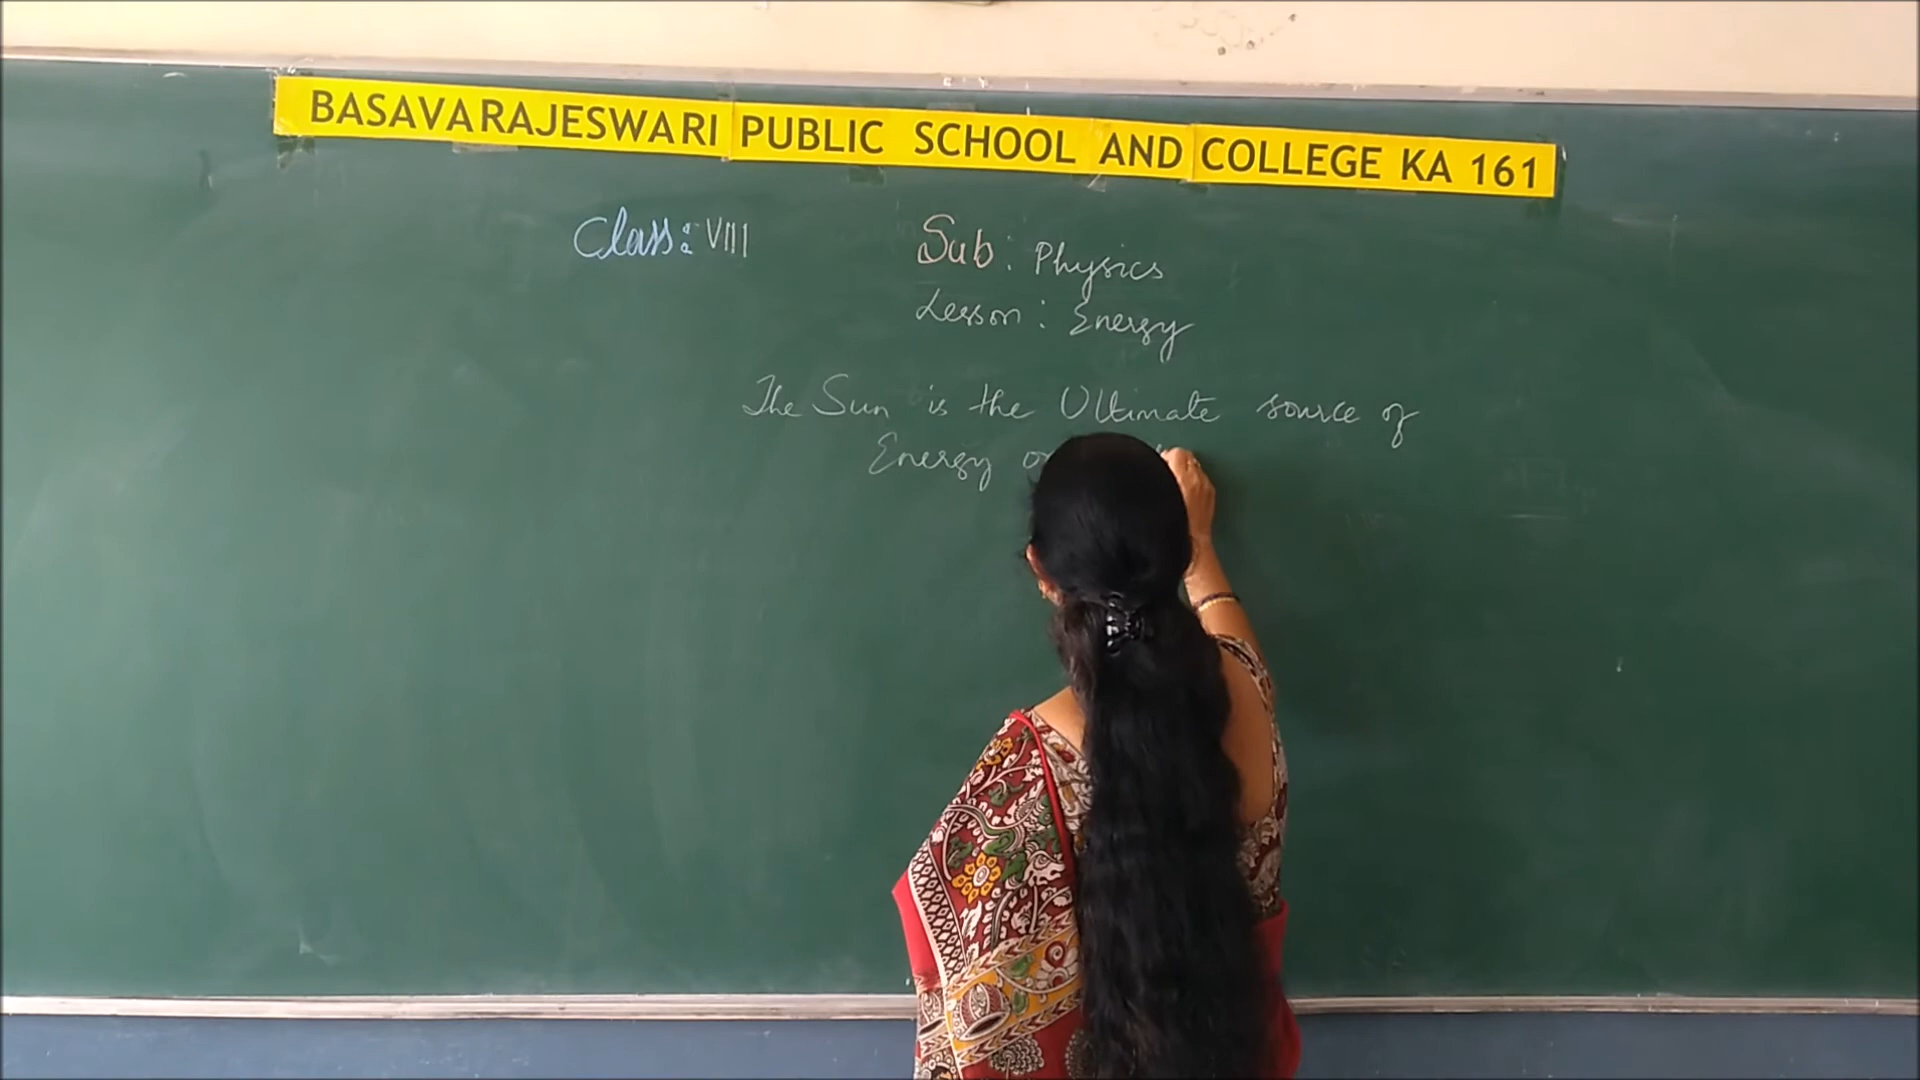 BASAVARAJESWARI PUBLIC SCHOOL AND COLLEGE KA 161
Class: VIII Sub: Physics
Lesson: Energy
The Sun is the Ultimate source of
Energy